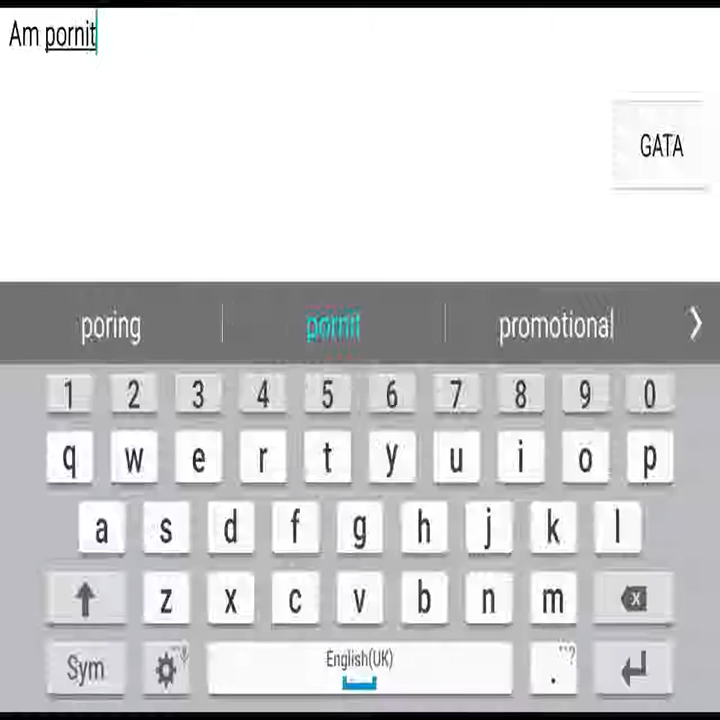 Am pornit
GATA
poring pornit promotional
1 2 3 4 5 6 7 8 9 0
q w e r t y u i o p
a s d f g h j k l
z x c v b n m
Sym English(UK) . ...?